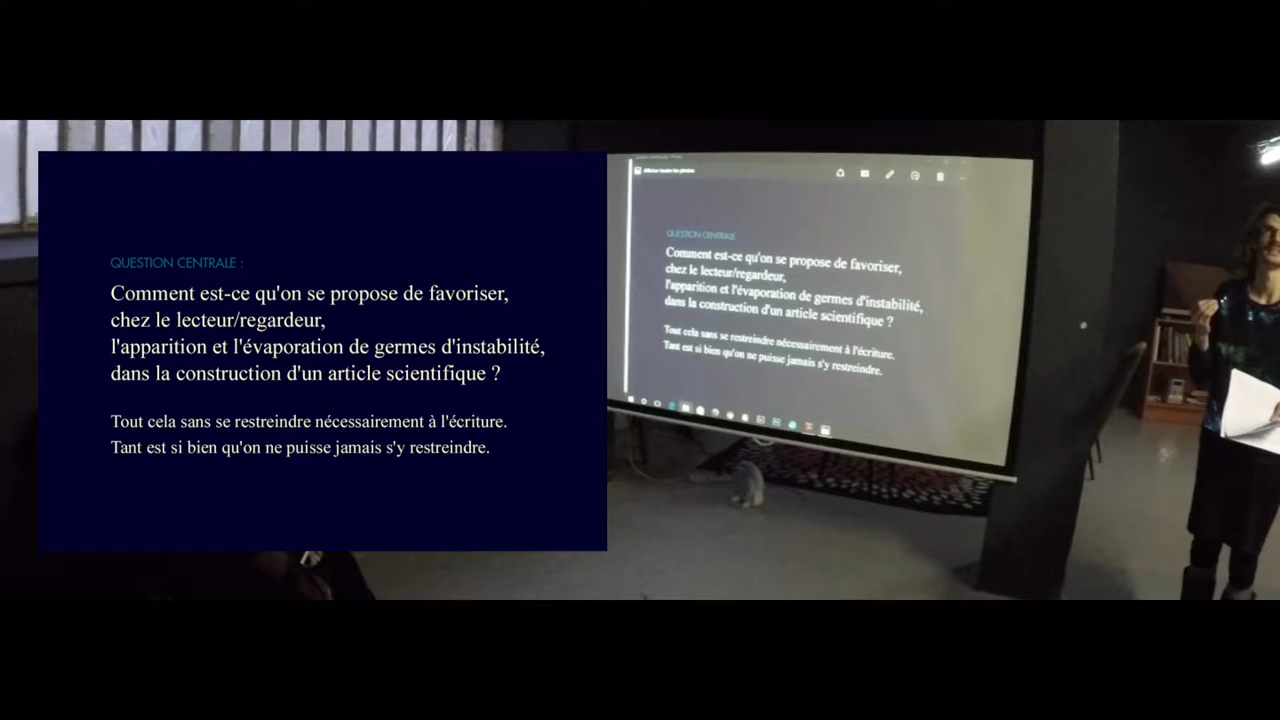 QUESTION CENTRALE :
Comment est-ce qu'on se propose de favoriser,
chez le lecteur/regardeur,
l'apparition et l'évaporation de germes d'instabilité,
dans la construction d'un article scientifique ?
Tout cela sans se restreindre nécessairement à l'écriture.
Tant est si bien qu'on ne puisse jamais s'y restreindre.
Afficher toutes les photos
QUESTION CENTRALE
Comment est-ce qu'on se propose de favoriser,
chez le lecteur/regardeur,
l'apparition et l'évaporation de germes d'instabilité,
dans la construction d'un article scientifique ?
Tout cela sans se restreindre nécessairement à l'écriture.
Tant est si bien qu'on ne puisse jamais s'y restreindre.